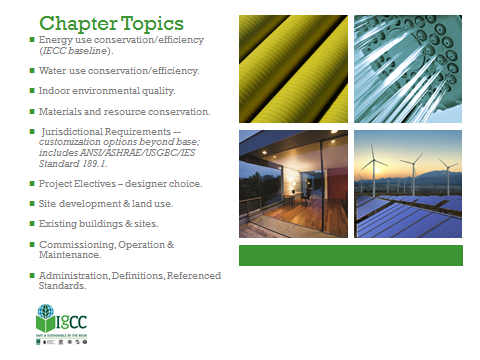 Chapter Topics
Energy use conservation/efficiency
(IECC baseline).
Water use conservation/efficiency.
Indoor environmental quality.
Materials and resource conservation.
Jurisdictional Requirements --
customization options beyond base;
includes ANSI/ASHRAE/USGBC/IES
Standard 189.1.
Project Electives – designer choice.
Site development & land use.
Existing buildings & sites.
Commissioning, Operation &
Maintenance.
Administration, Definitions, Referenced
Standards.
IgCC
SAFE & SUSTAINABLE BY THE BOOK